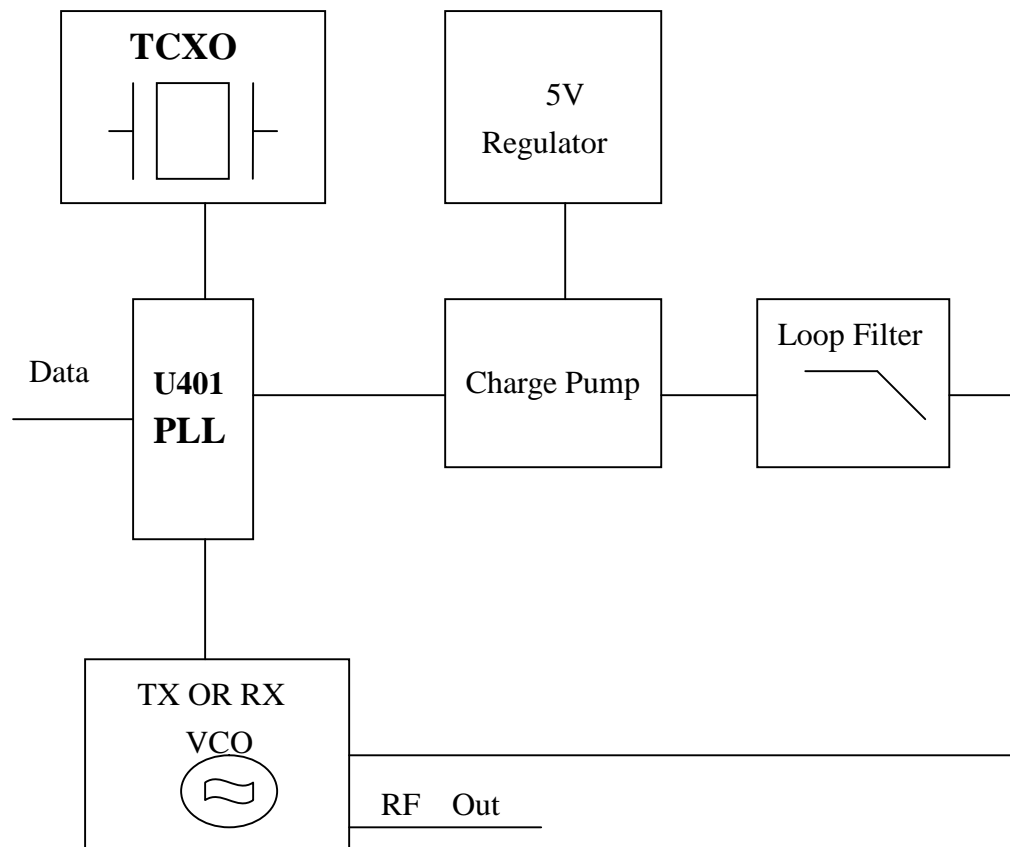 TCXO
5V
Regulator
Data
U401
PLL
Charge Pump
Loop Filter
TX OR RX
VCO
RF Out